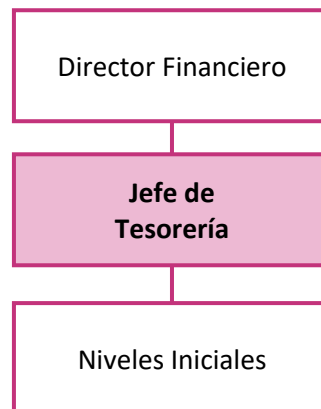 Director Financiero
Jefe de
Tesorería
Niveles Iniciales